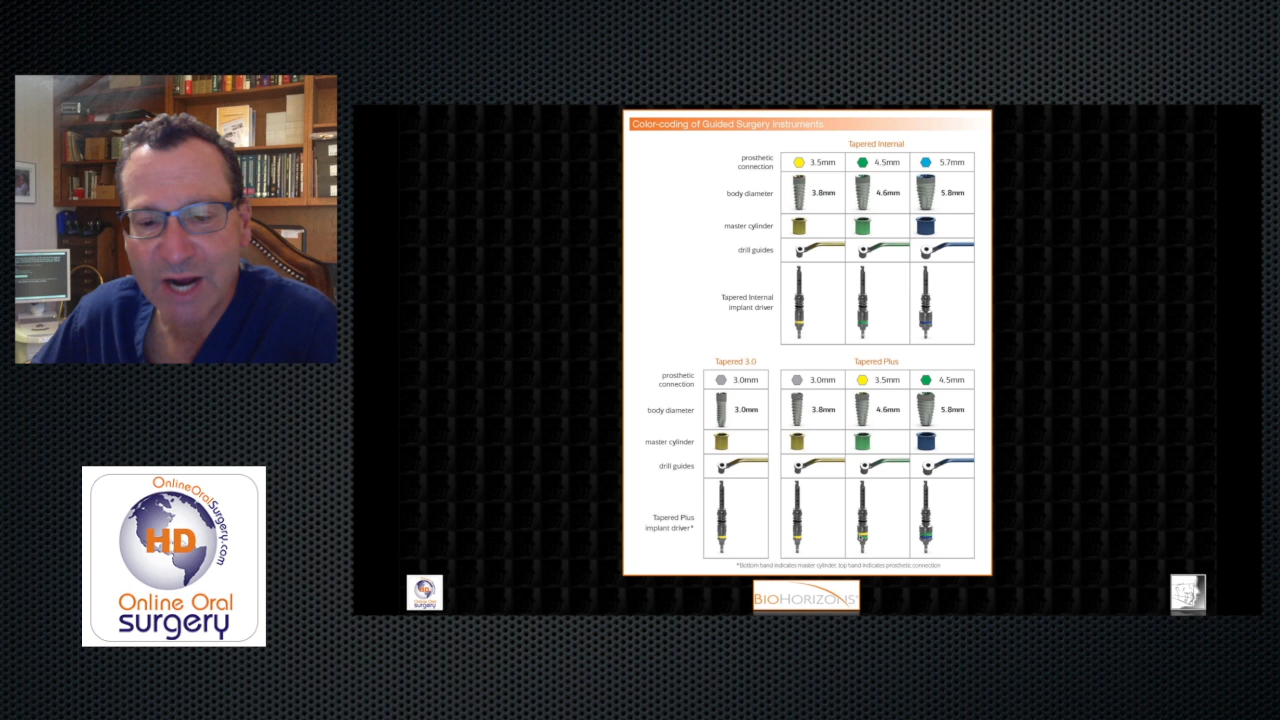 Color-coding of Guided Surgery Instruments
Tapered Internal
prosthetic
connection
3.5mm 4.5mm 5.7mm
body diameter 3.8mm 4.6mm 5.8mm
master cylinder
drill guides
Tapered Internal
implant driver
Tapered 3.0 Tapered Plus
prosthetic
connection
3.0mm 3.0mm 3.5mm 4.5mm
body diameter 3.0mm 3.8mm 4.6mm 5.8mm
master cylinder
drill guides
Tapered Plus
implant driver*
*Bottom band indicates master cylinder, top band indicates prosthetic connection
BIOHORIZONS®
OnlineOralSurgery.com
HD
Online Oral
surgery
HD
Online Oral
surgery